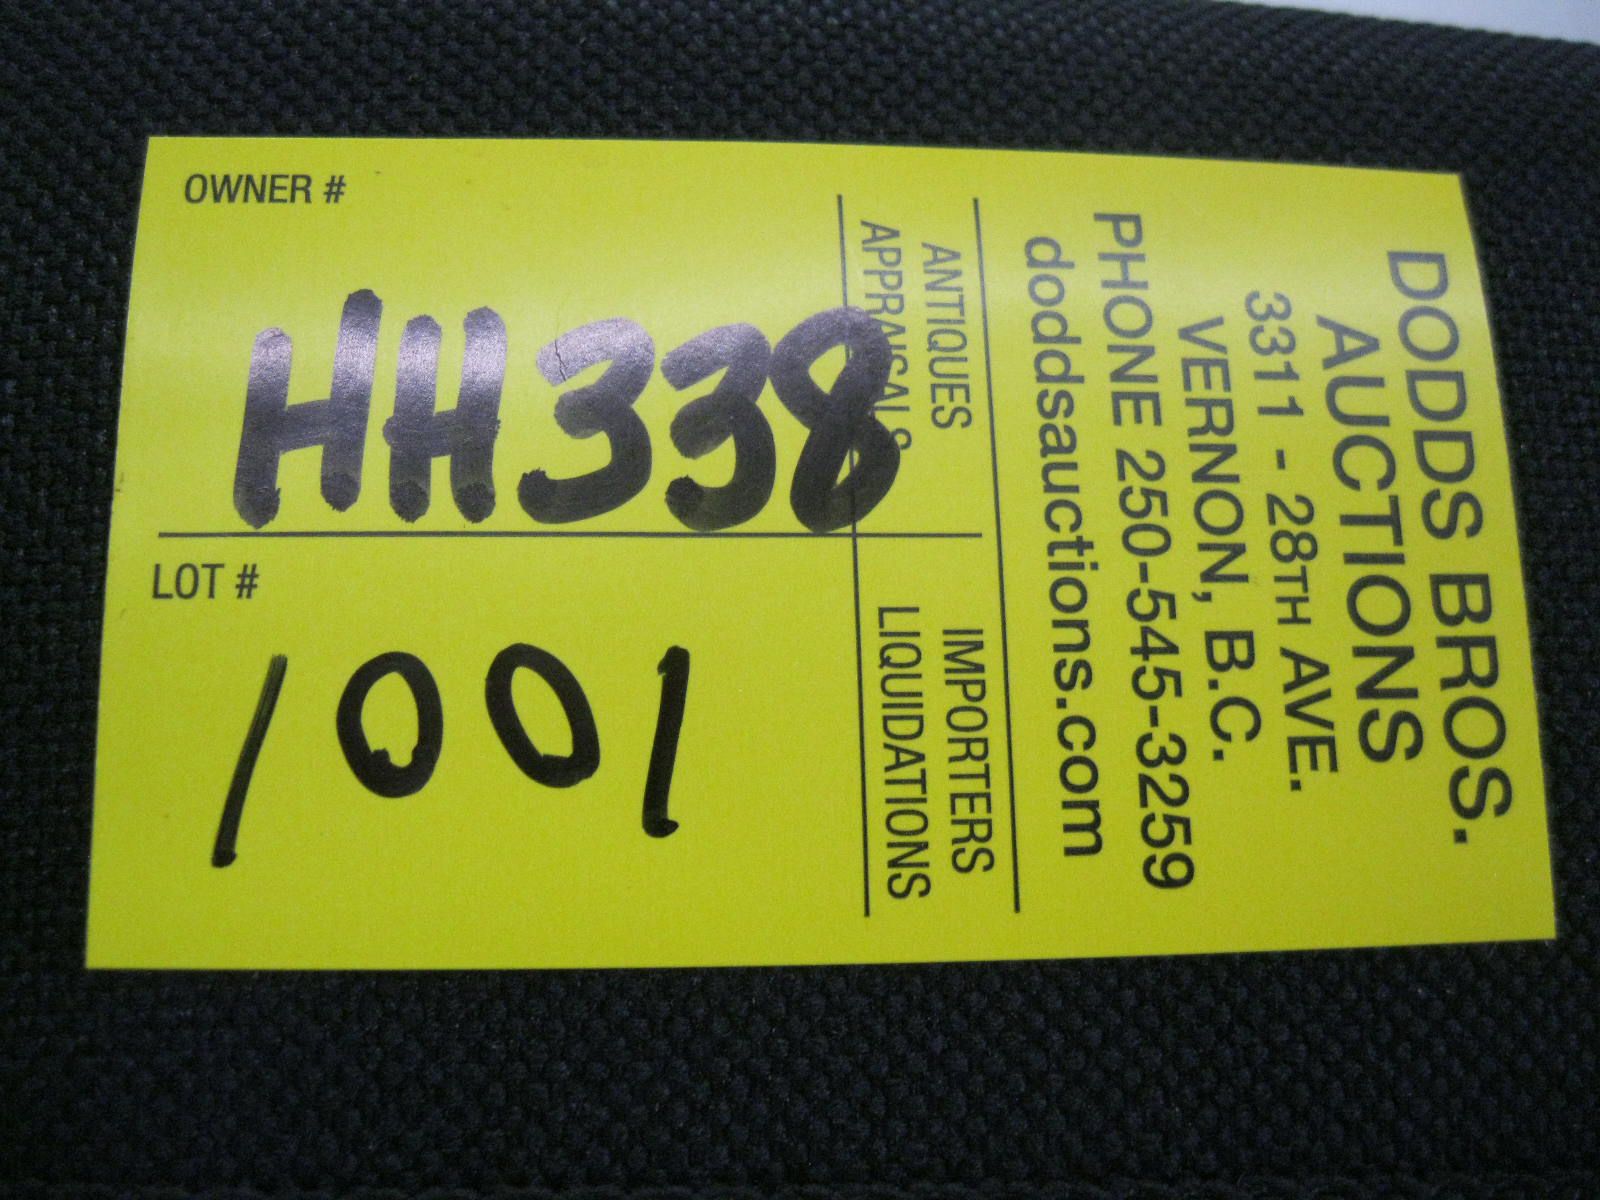 OWNER #
HH338
LOT #
1001
DODDS BROS.
AUCTIONS
3311 - 28TH AVE.
VERNON, B.C.
PHONE 250-545-3259
doddsauctions.com
ANTIQUES
APPRAISALS
IMPORTERS
LIQUIDATIONS